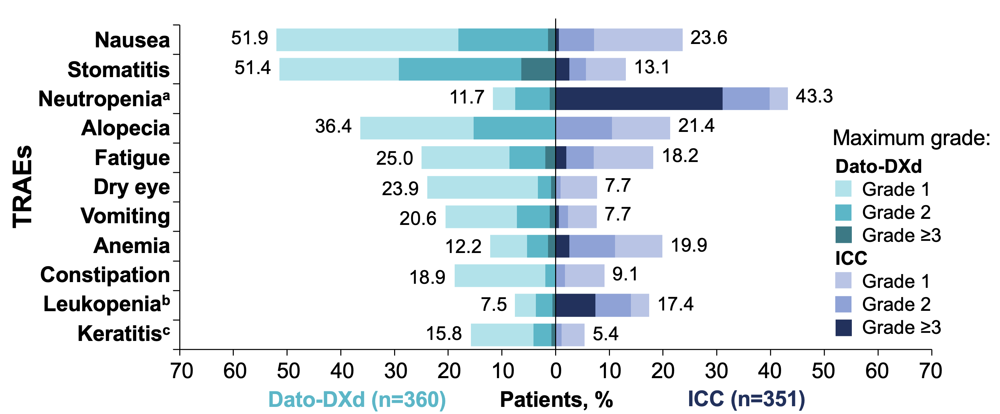 TRAEs
Nausea 51.9 23.6
Stomatitis 51.4 13.1
Neutropeniaᵃ 11.7 43.3
Alopecia 36.4 21.4
Fatigue 25.0 18.2
Dry eye 23.9 7.7
Vomiting 20.6 7.7
Anemia 12.2 19.9
Constipation 18.9 9.1
Leukopeniaᵇ 7.5 17.4
Keratitisᶜ 15.8 5.4
70 60 50 40 30 20 10 0 10 20 30 40 50 60 70
Dato-DXd (n=360) Patients, % ICC (n=351)
Maximum grade:
Dato-DXd
Grade 1
Grade 2
Grade ≥3
ICC
Grade 1
Grade 2
Grade ≥3